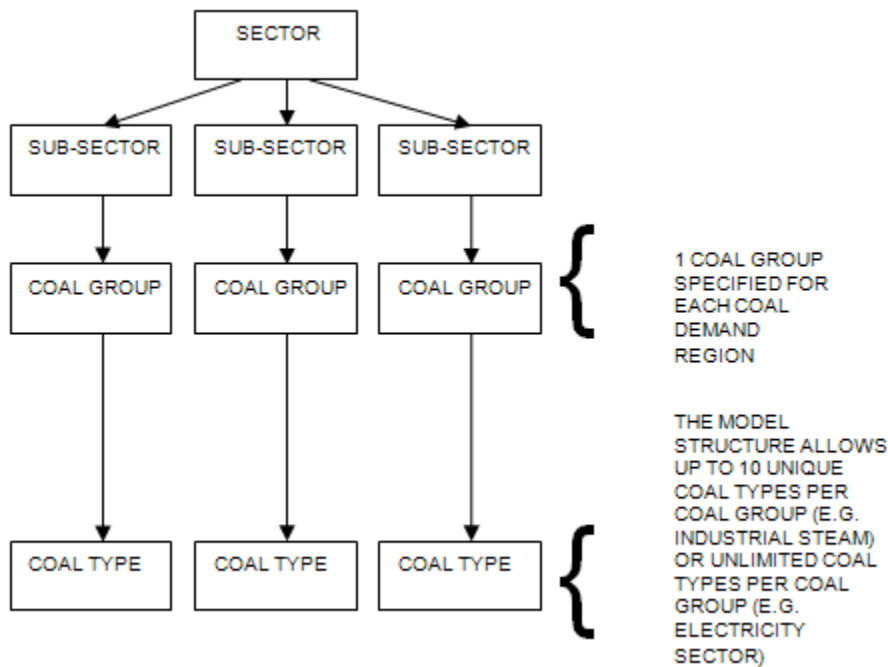 SECTOR
SUB-SECTOR
SUB-SECTOR
SUB-SECTOR
COAL GROUP
COAL GROUP
COAL GROUP
{
1 COAL GROUP
SPECIFIED FOR
EACH COAL
DEMAND
REGION
COAL TYPE
COAL TYPE
COAL TYPE
{
THE MODEL
STRUCTURE ALLOWS
UP TO 10 UNIQUE
COAL TYPES PER
COAL GROUP (E.G.
INDUSTRIAL STEAM)
OR UNLIMITED COAL
TYPES PER COAL
GROUP (E.G.
ELECTRICITY
SECTOR)